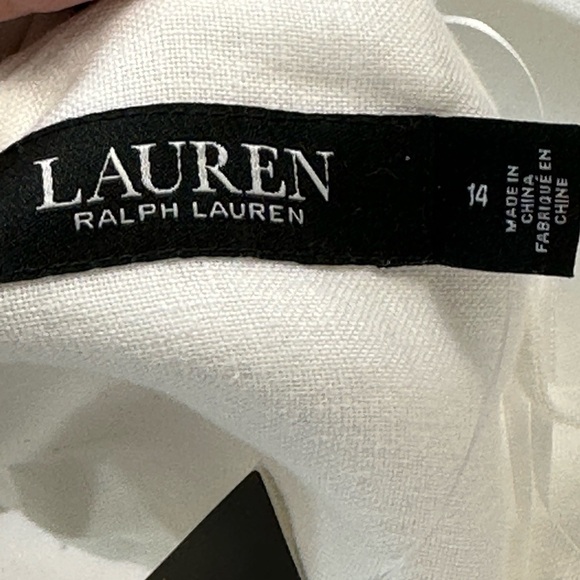 LAUREN
RALPH LAUREN
14
MADE IN
CHINA
FABRIQUÉ EN
CHINE